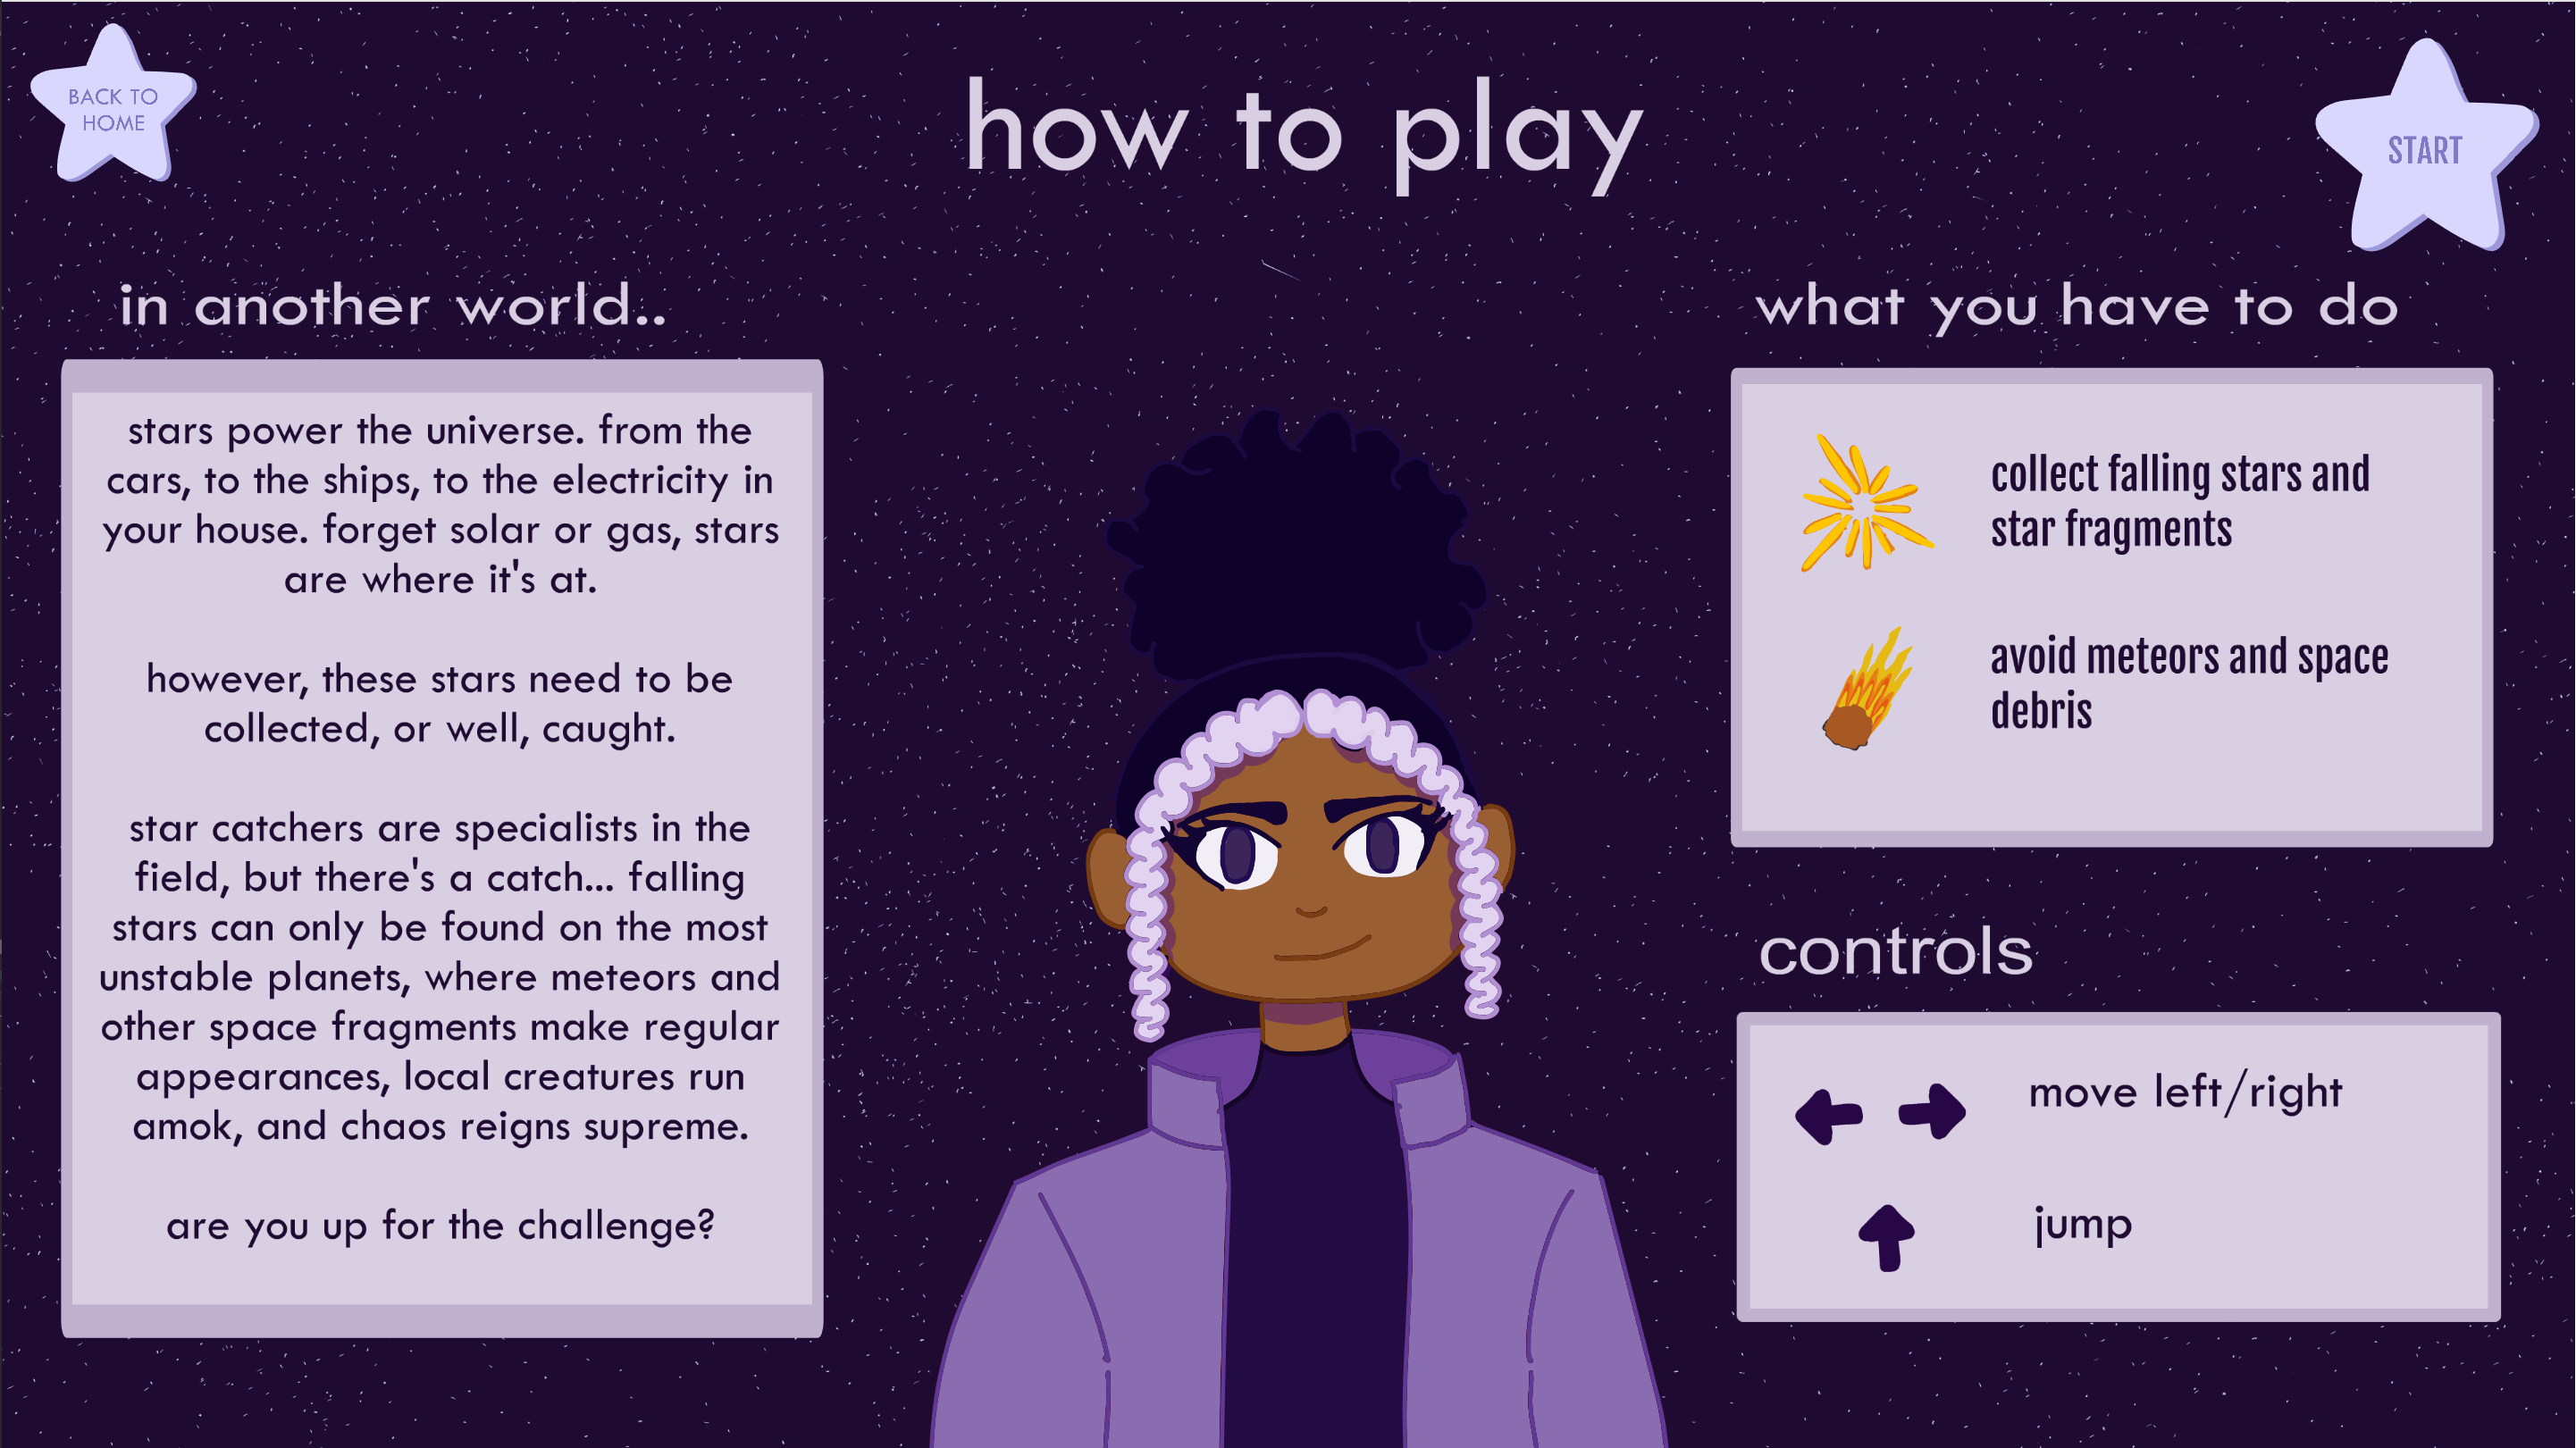 BACK TO
HOME
how to play
START
in another world..
stars power the universe. from the
cars, to the ships, to the electricity in
your house. forget solar or gas, stars
are where it's at.
however, these stars need to be
collected, or well, caught.
star catchers are specialists in the
field, but there's a catch... falling
stars can only be found on the most
unstable planets, where meteors and
other space fragments make regular
appearances, local creatures run
amok, and chaos reigns supreme.
are you up for the challenge?
what you have to do
collect falling stars and
star fragments
avoid meteors and space
debris
controls
move left/right
jump